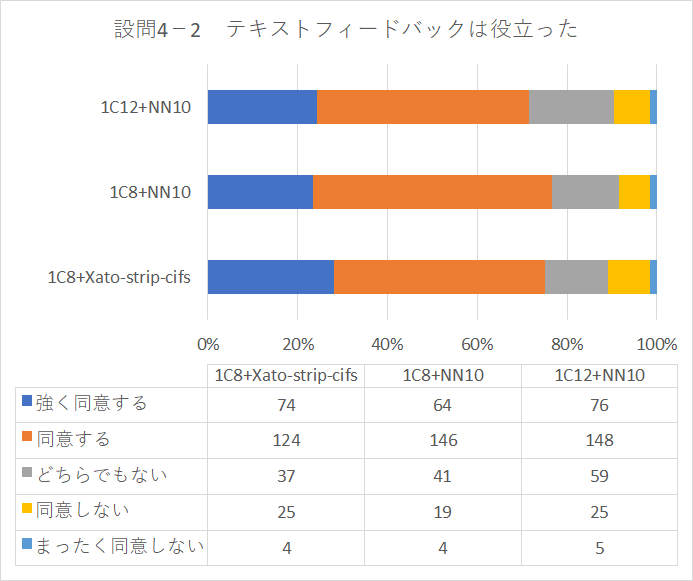 設問4－2　テキストフィードバックは役立った
1C12+NN10
1C8+NN10
1C8+Xato-strip-cifs
0% 20% 40% 60% 80% 100%
1C8+Xato-strip-cifs 1C8+NN10 1C12+NN10
強く同意する 74 64 76
同意する 124 146 148
どちらでもない 37 41 59
同意しない 25 19 25
まったく同意しない 4 4 5